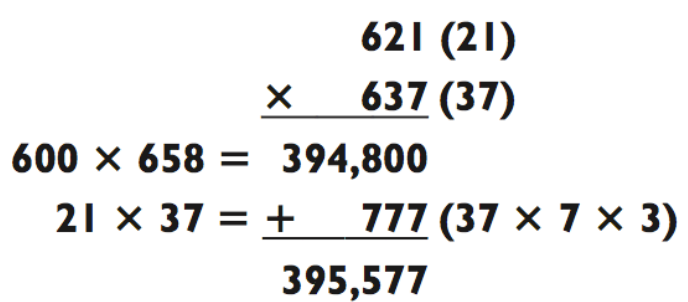 621 (21)
× 637 (37)
600 × 658 = 394,800
21 × 37 = + 777 (37 × 7 × 3)
395,577